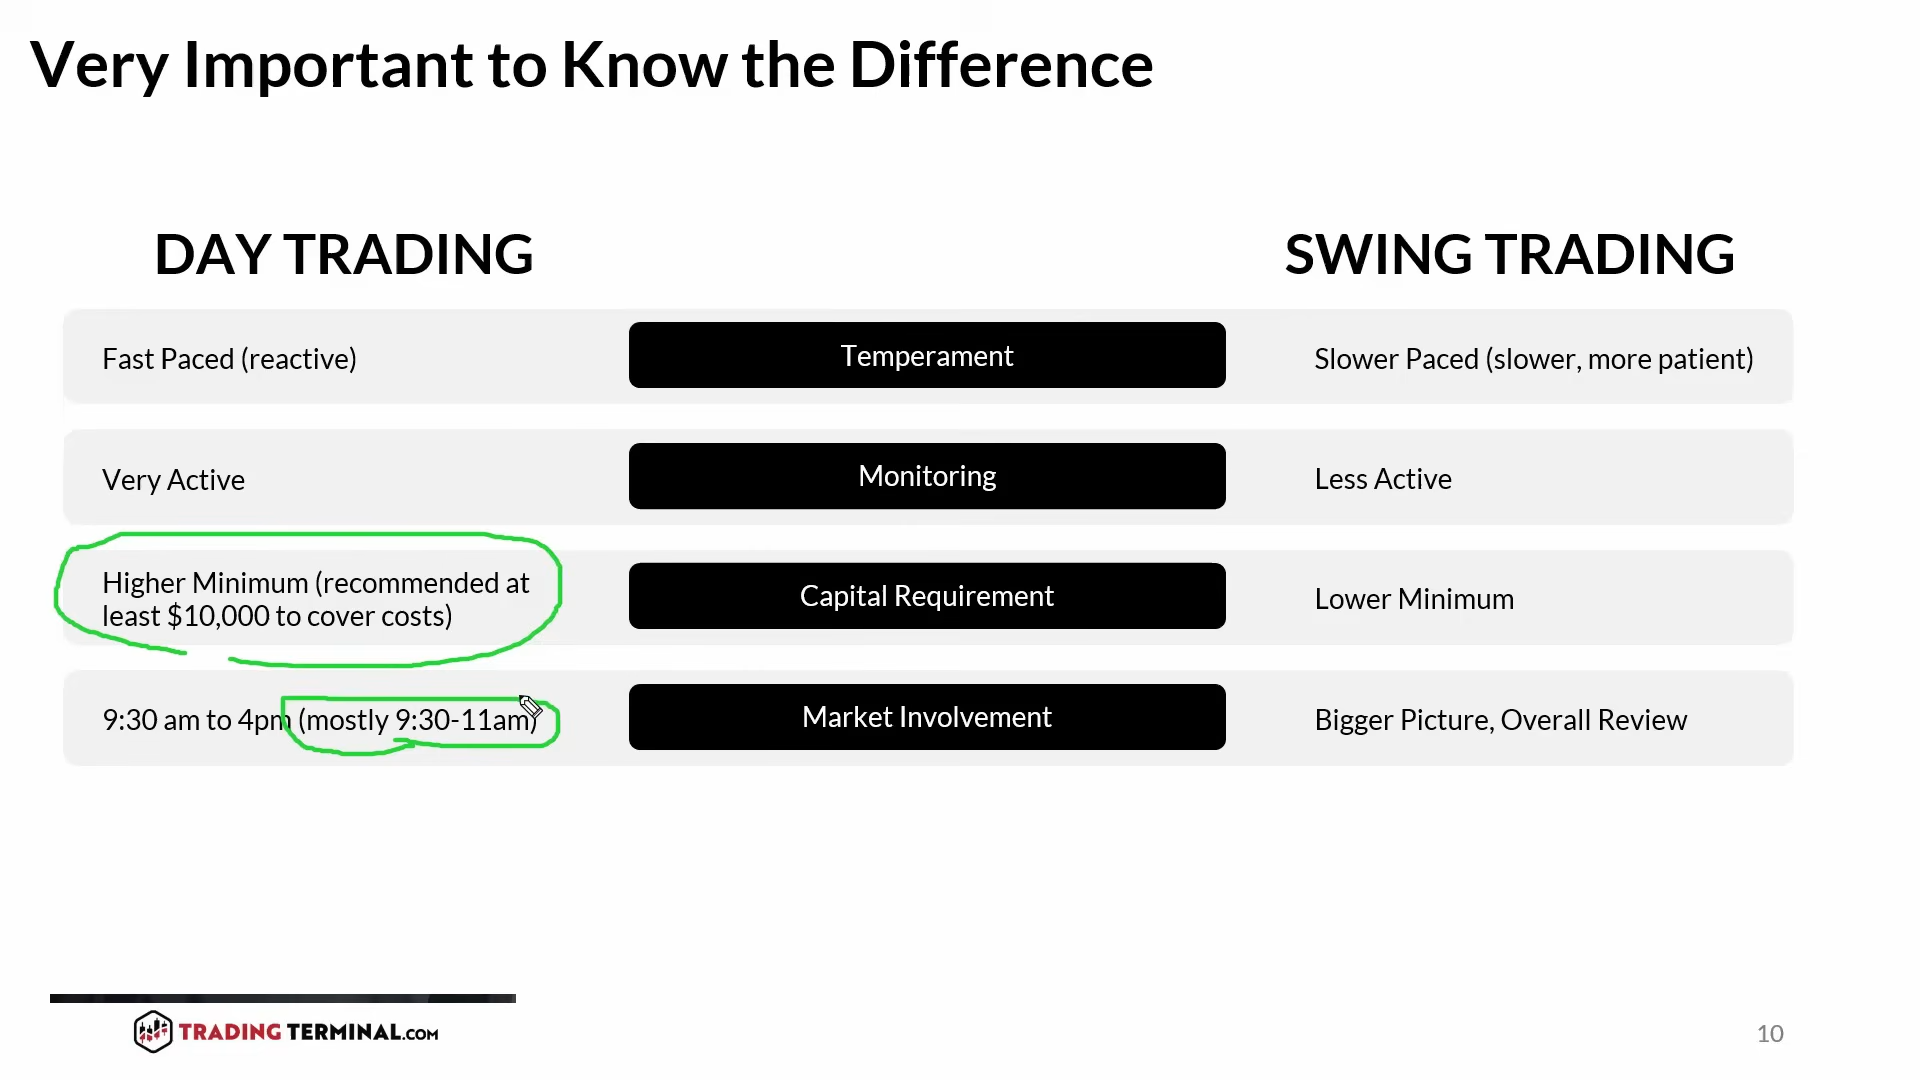 Very Important to Know the Difference
DAY TRADING
SWING TRADING
Fast Paced (reactive)
Temperament
Slower Paced (slower, more patient)
Very Active
Monitoring
Less Active
Higher Minimum (recommended at
least $10,000 to cover costs)
Capital Requirement
Lower Minimum
9:30 am to 4pm (mostly 9:30-11am)
Market Involvement
Bigger Picture, Overall Review
TRADING TERMINAL.COM
10